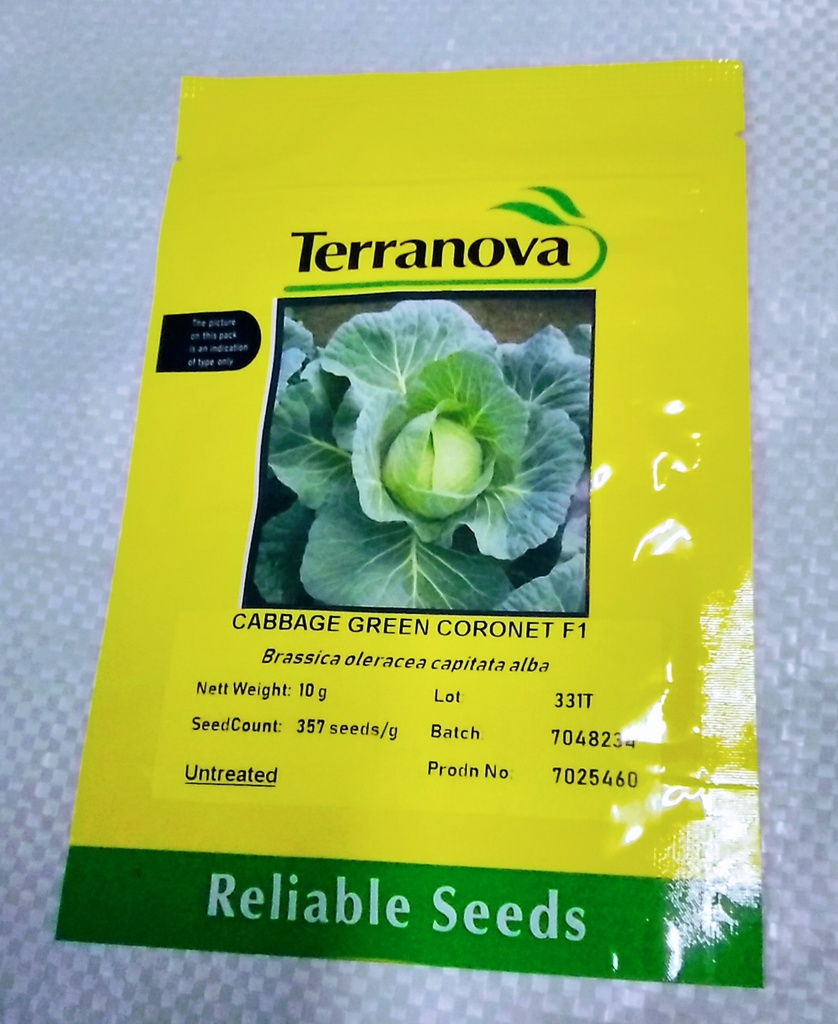 Terranova
The picture
on this pack
is an indication
of type only
CABBAGE GREEN CORONET F1
Brassica oleracea capitata alba
Nett Weight: 10 g Lot: 331T
SeedCount: 357 seeds/g Batch: 7048234
Untreated Prodn No: 7025460
Reliable Seeds